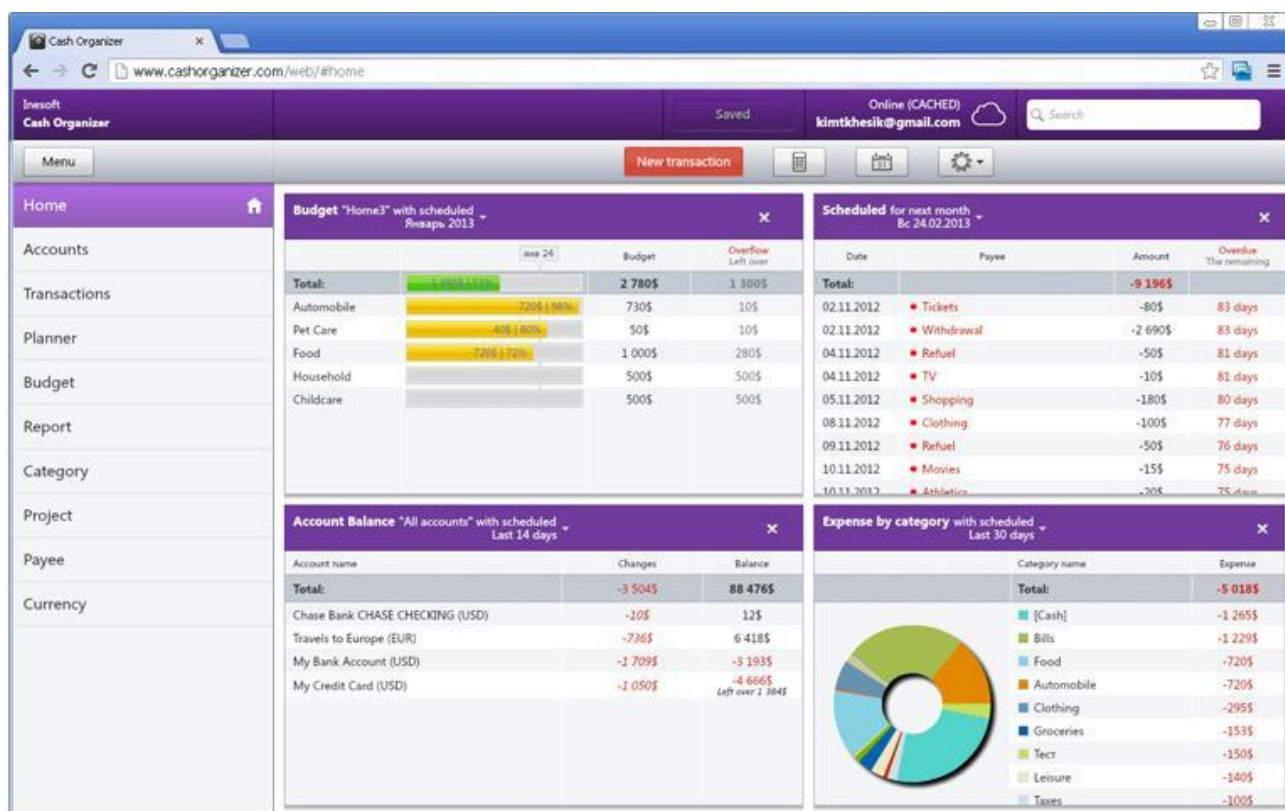 Cash Organizer
www.cashorganizer.com/web/#home
Inesoft
Cash Organizer
Saved
Online (CACHED)
kimtkhesik@gmail.com
Search
Menu
New transaction
31
Home
Accounts
Transactions
Planner
Budget
Report
Category
Project
Payee
Currency
Budget "Home3" with scheduled
Январь 2013
янв 24 Budget Overflow
Left over
Total: 2 780$ 1 300$
Automobile 720$ | 98% 730$ 10$
Pet Care 40$ | 80% 50$ 10$
Food 720$ | 72% 1 000$ 280$
Household 500$ 500$
Childcare 500$ 500$
Scheduled for next month
Вс 24.02.2013
Date Payee Amount Overdue
The remaining
Total: -9 196$
02.11.2012 Tickets -80$ 83 days
02.11.2012 Withdrawal -2 690$ 83 days
04.11.2012 Refuel -50$ 81 days
04.11.2012 TV -10$ 81 days
05.11.2012 Shopping -180$ 80 days
08.11.2012 Clothing -100$ 77 days
09.11.2012 Refuel -50$ 76 days
10.11.2012 Movies -15$ 75 days
10.11.2012 Athletics -20$ 75 days
Account Balance "All accounts" with scheduled
Last 14 days
Account name Changes Balance
Total: -3 504$ 88 476$
Chase Bank CHASE CHECKING (USD) -10$ 12$
Travels to Europe (EUR) -736$ 6 418$
My Bank Account (USD) -1 709$ -3 193$
My Credit Card (USD) -1 050$ -4 666$
Left over 1 384$
Expense by category with scheduled
Last 30 days
Category name Expense
Total: -5 018$
[Cash] -1 265$
Bills -1 229$
Food -720$
Automobile -720$
Clothing -295$
Groceries -153$
Тест -150$
Leisure -140$
Taxes -100$